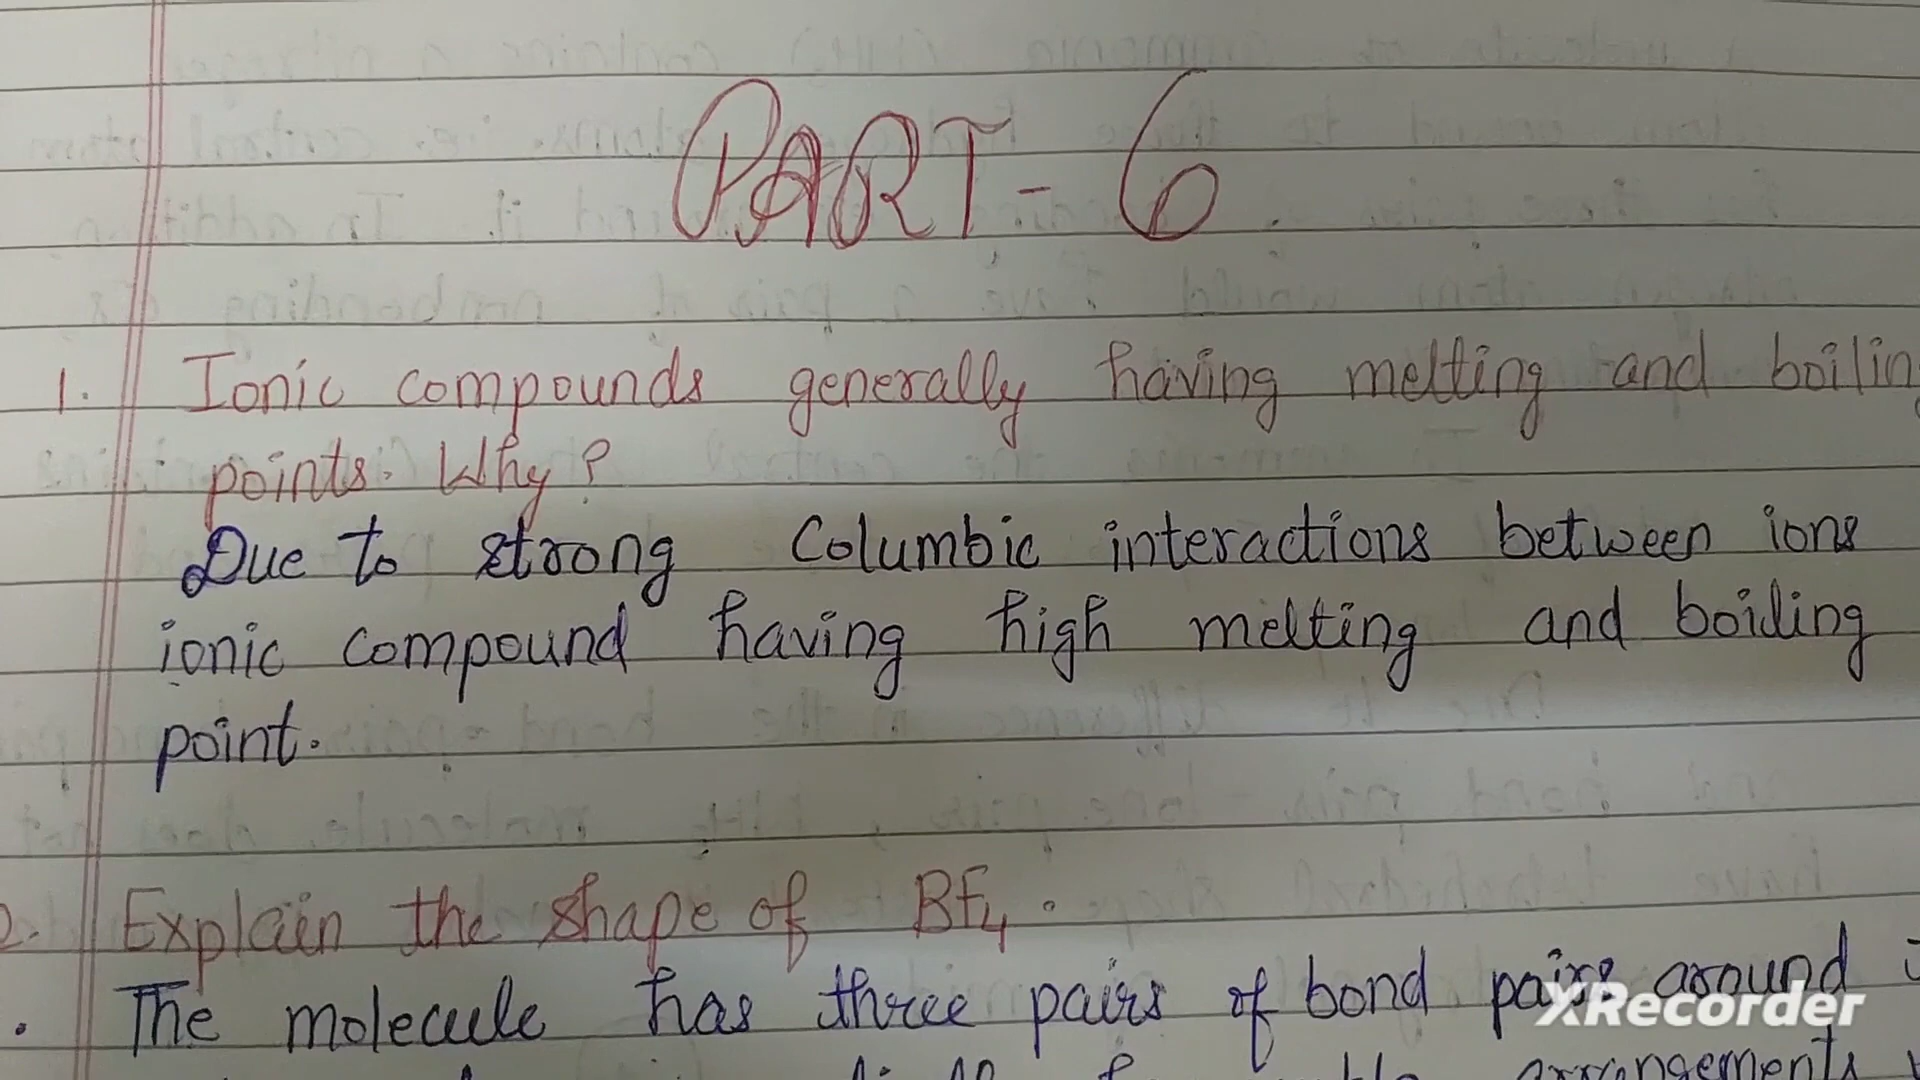 PART - 6
1. Ionic compounds generally having melting and boilin
points. Why?
Due to strong Columbic interactions between ions
ionic compound having high melting and boiling
point.
2. Explain the shape of BF4.
The molecule has three pairs of bond pairs around
arrangements
XRecorder